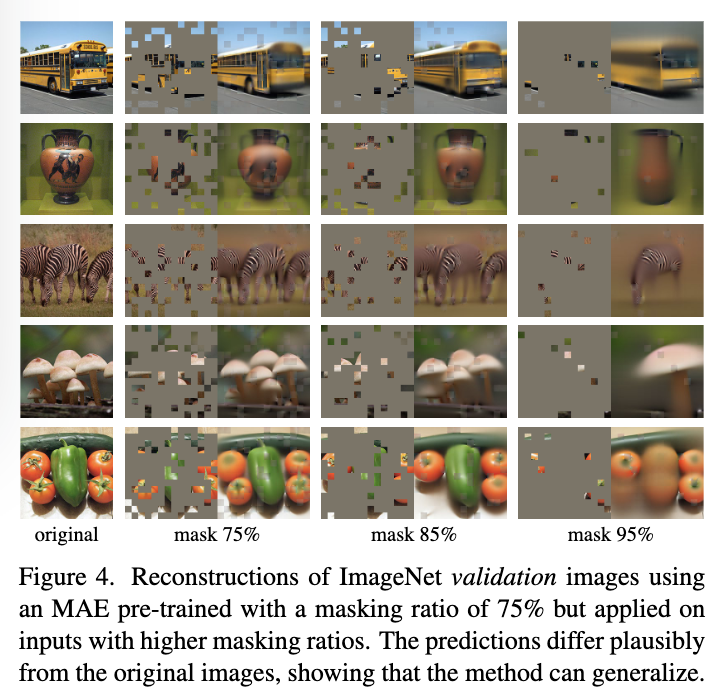 SCHOOL BUS
original
mask 75%
mask 85%
mask 95%
Figure 4. Reconstructions of ImageNet validation images using
an MAE pre-trained with a masking ratio of 75% but applied on
inputs with higher masking ratios. The predictions differ plausibly
from the original images, showing that the method can generalize.